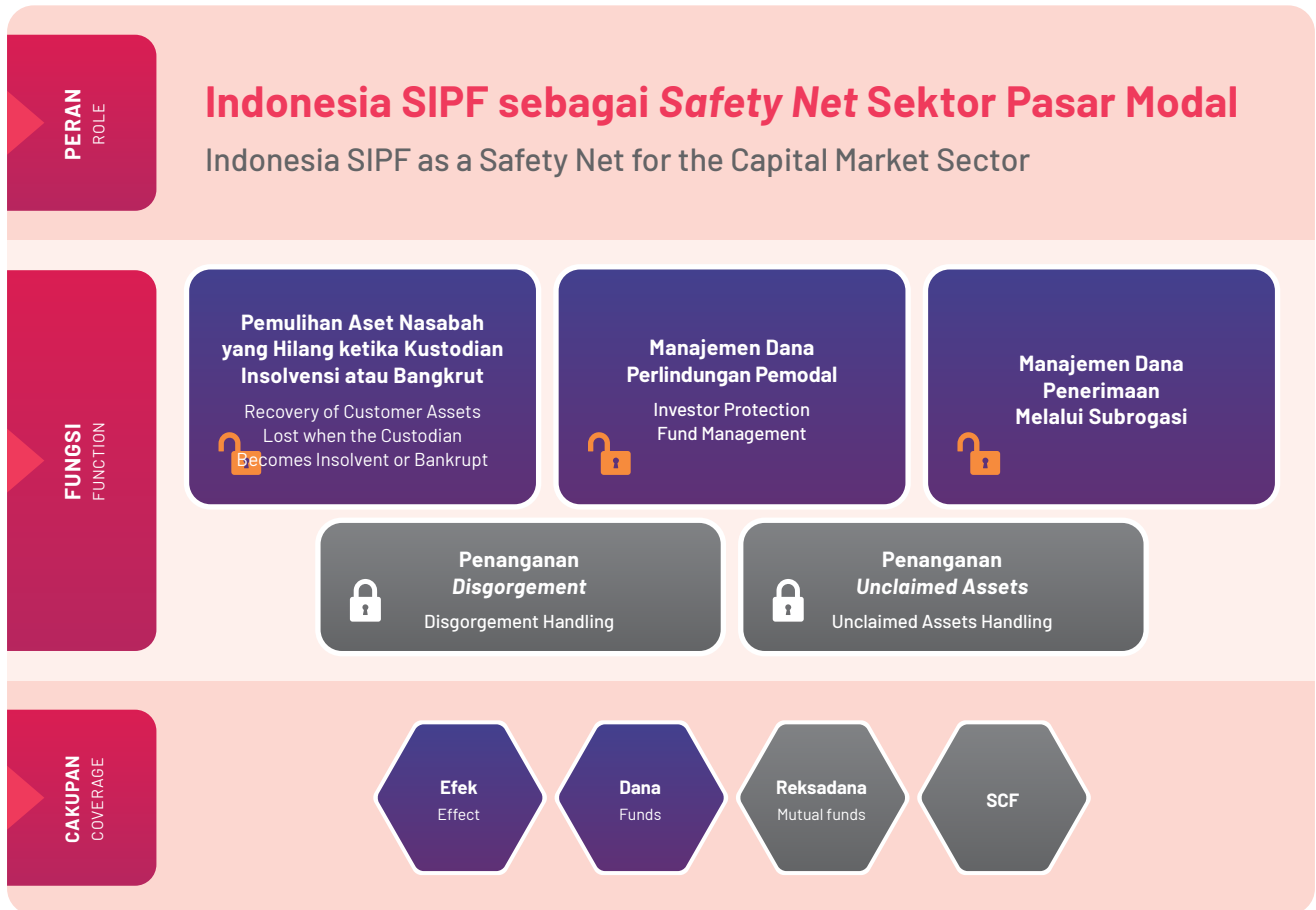 PERAN
ROLE
Indonesia SIPF sebagai Safety Net Sektor Pasar Modal
Indonesia SIPF as a Safety Net for the Capital Market Sector
FUNGSI
FUNCTION
Pemulihan Aset Nasabah
yang Hilang ketika Kustodian
Insolvensi atau Bangkrut
Recovery of Customer Assets
Lost when the Custodian
Becomes Insolvent or Bankrupt
Manajemen Dana
Perlindungan Pemodal
Investor Protection
Fund Management
Manajemen Dana
Penerimaan
Melalui Subrogasi
Penanganan
Disgorgement
Disgorgement Handling
Penanganan
Unclaimed Assets
Unclaimed Assets Handling
CAKUPAN
COVERAGE
Efek
Effect
Dana
Funds
Reksadana
Mutual funds
SCF